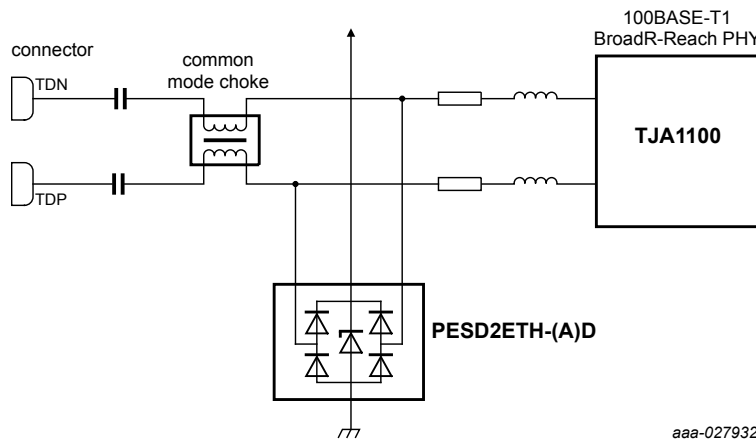 100BASE-T1
BroadR-Reach PHY
connector
common
mode choke
TDN
TJA1100
TDP
PESD2ETH-(A)D
aaa-027932